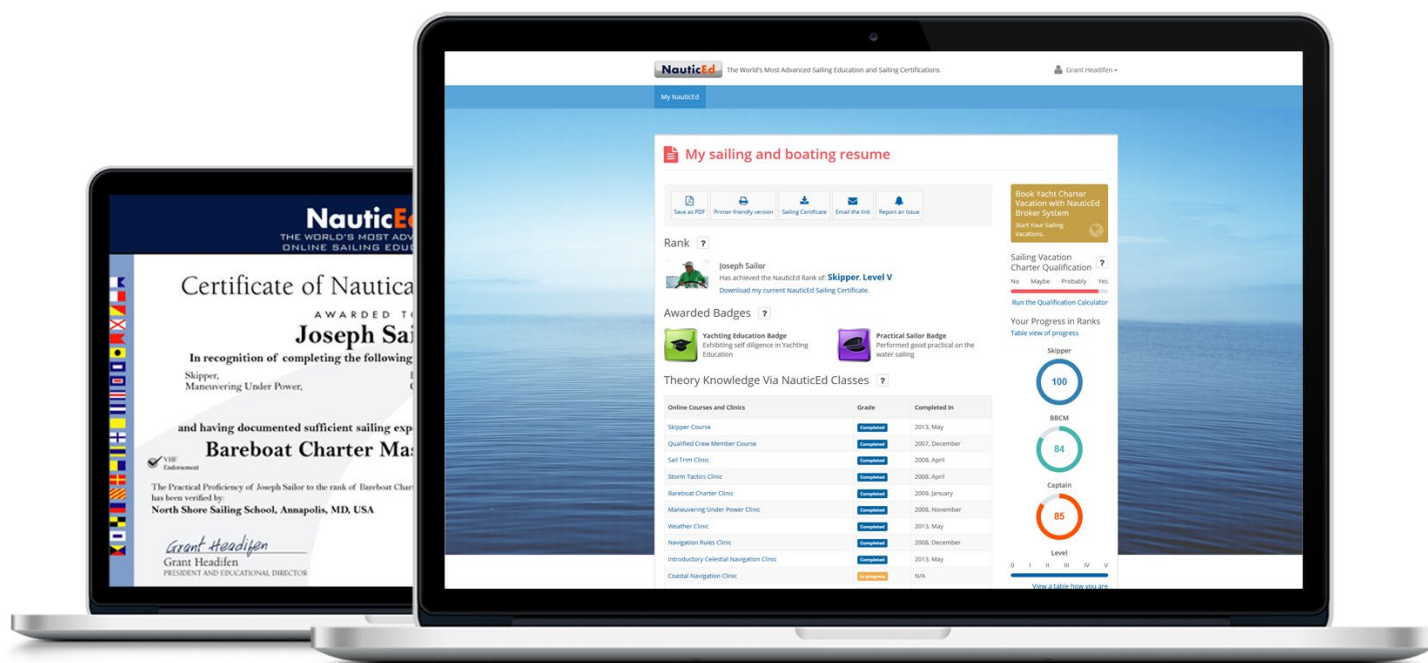 NauticEd The World's Most Advanced Sailing Education and Sailing Certifications
Grant Headifen
My NauticEd
My sailing and boating resume
Save as PDF
Printer friendly version
Sailing Certificate
Email the link
Report an Issue
Rank ?
Joseph Sailor
Has achieved the NauticEd Rank of: Skipper, Level V
Download my current NauticEd Sailing Certificate.
Awarded Badges ?
Yachting Education Badge
Exhibiting self diligence in Yachting
Education
Practical Sailor Badge
Performed good practical on the
water sailing
Theory Knowledge Via NauticEd Classes ?
Online Courses and Clinics Grade Completed In
Skipper Course Completed 2013, May
Qualified Crew Member Course Completed 2007, December
Sail Trim Clinic Completed 2008, April
Storm Tactics Clinic Completed 2008, April
Bareboat Charter Clinic Completed 2009, January
Maneuvering Under Power Clinic Completed 2008, November
Weather Clinic Completed 2013, May
Navigation Rules Clinic Completed 2008, December
Introductory Celestial Navigation Clinic Completed 2013, May
Coastal Navigation Clinic In progress N/A
Book Yacht Charter
Vacation with NauticEd
Broker System
Start Your Sailing
Vacations.
Sailing Vacation
Charter Qualification ?
No Maybe Probably Yes
Run the Qualification Calculator
Your Progress in Ranks
Table view of progress
Skipper
100
BBCM
84
Captain
85
Level
0 I II III IV V
View a table how you are
NauticE
THE WORLD'S MOST ADV
ONLINE SAILING EDU
Certificate of Nautica
AWARDED T
Joseph Sai
In recognition of completing the following
Skipper,
Maneuvering Under Power,
and having documented sufficient sailing exp
Bareboat Charter Mas
VHF
Endorsement
The Practical Proficiency of Joseph Sailor to the rank of Bareboat Char
has been verified by:
North Shore Sailing School, Annapolis, MD, USA
Grant Headifen
Grant Headifen
PRESIDENT AND EDUCATIONAL DIRECTOR